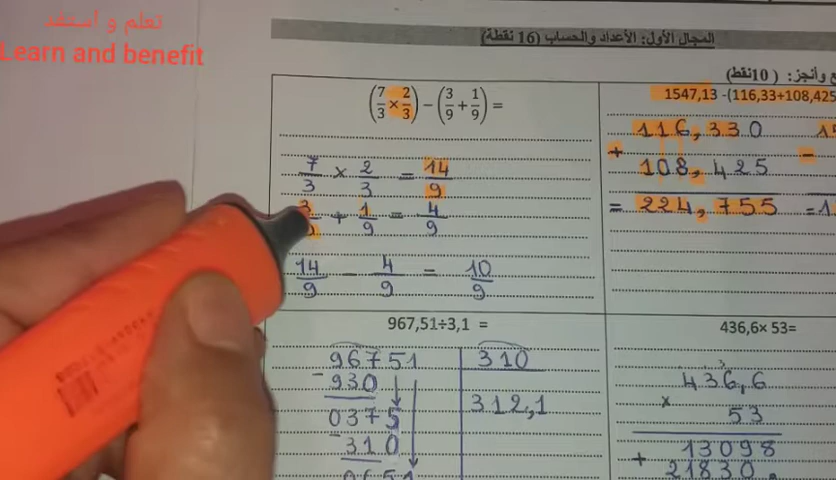 تعلم و استفد
Learn and benefit
المجال الأول: الأعداد والحساب (16 نقطة)
وأنجز: (10نقط)
(7/3 × 2/3) − (3/9 + 1/9) =
7/3 × 2/3 = 14/9
+ 1/9 = 4/9
14/9 − 4/9 = 10/9
1547,13 -(116,33+108,425
116,330
+ 108,425
= 224,755
967,51÷3,1 =
96751 310
- 930 312,1
0375
- 310
436,6× 53=
436,6
× 53
13098
+ 21830